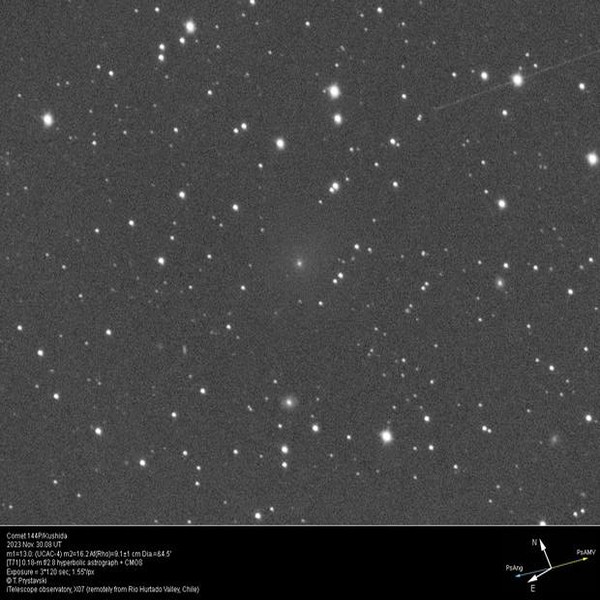 Comet 144P/Kushida
2023 Nov. 30.08 UT
m1=13.0: (UCAC-4) m2=16.2 Af(Rho)=9.1±1 cm Dia.=64.5"
[T71] 0.18-m f/2.8 hyperbolic astrograph + CMOS
Exposure = 3*120 sec, 1.55"/px
© T. Prystavski
iTelescope observatory, X07 (remotely from Rio Hurtado Valley, Chile)
N
PsAMV
PsAng
E